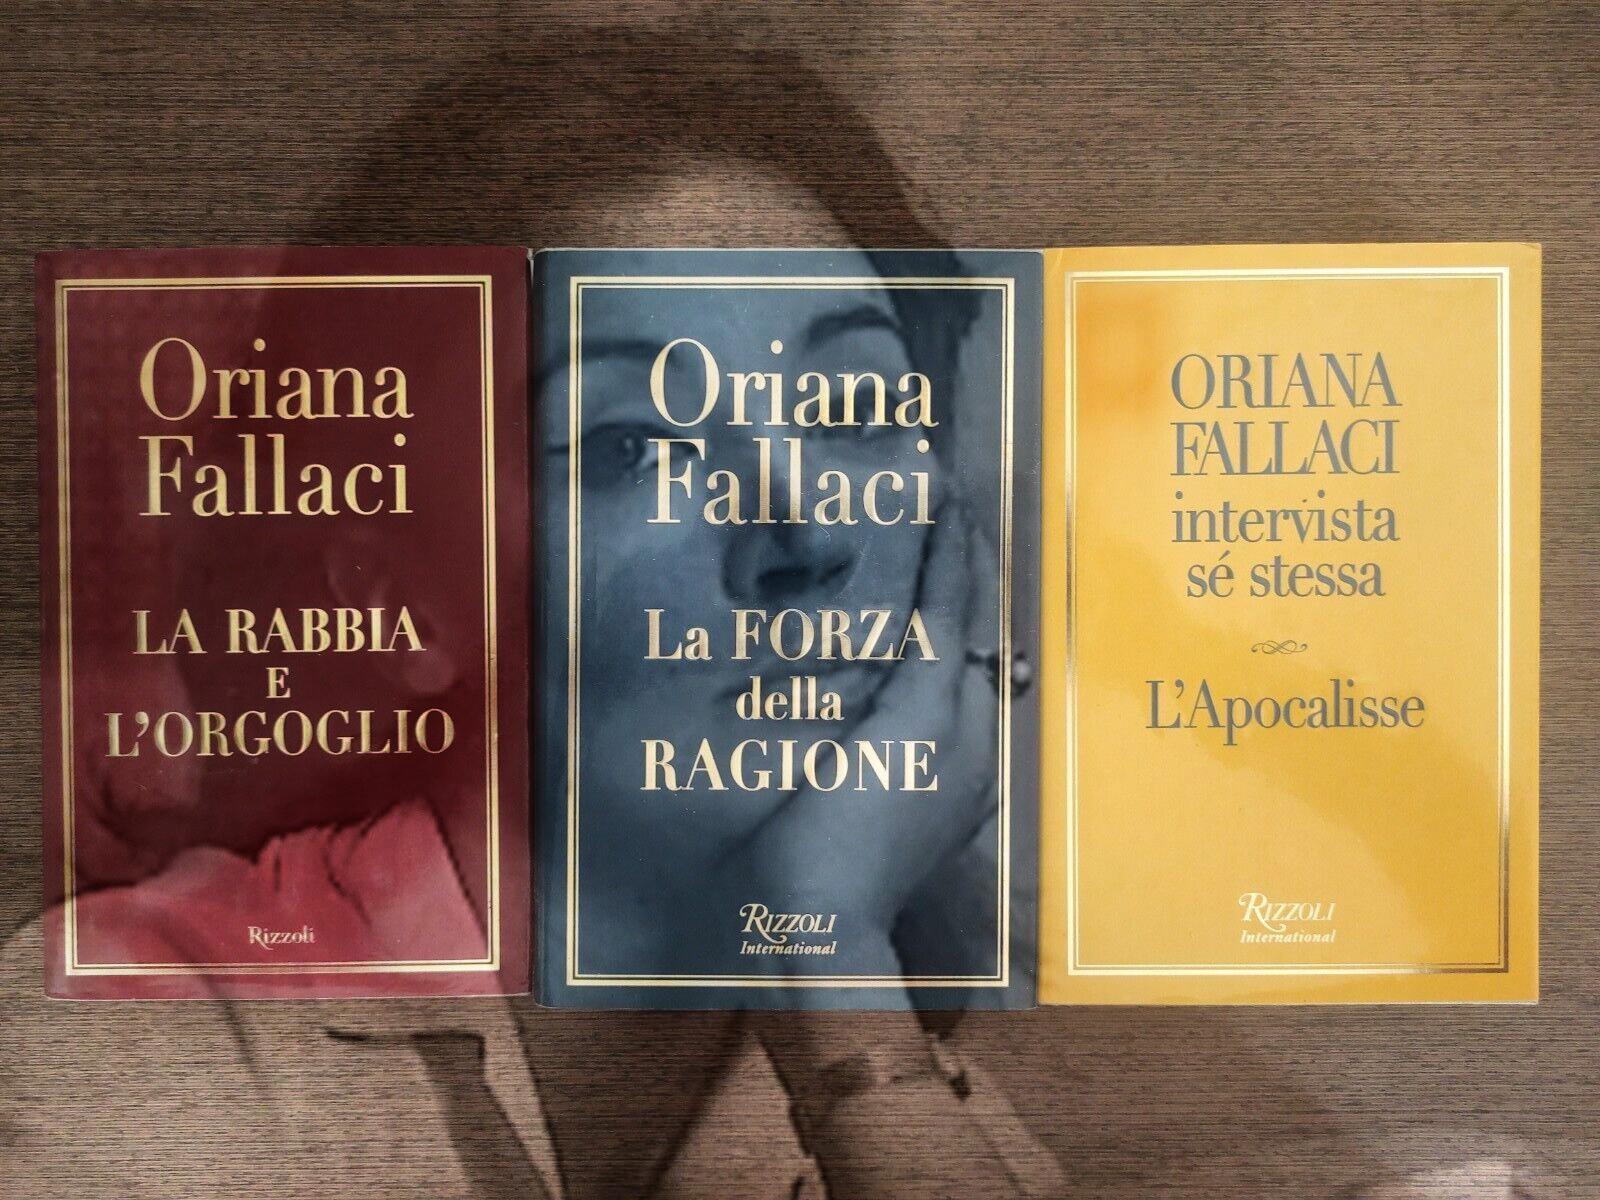 Oriana
Fallaci
LA RABBIA
E
L'ORGOGLIO
Rizzoli
Oriana
Fallaci
La FORZA
della
RAGIONE
RIZZOLI
International
ORIANA
FALLACI
intervista
sé stessa
L'Apocalisse
RIZZOLI
International